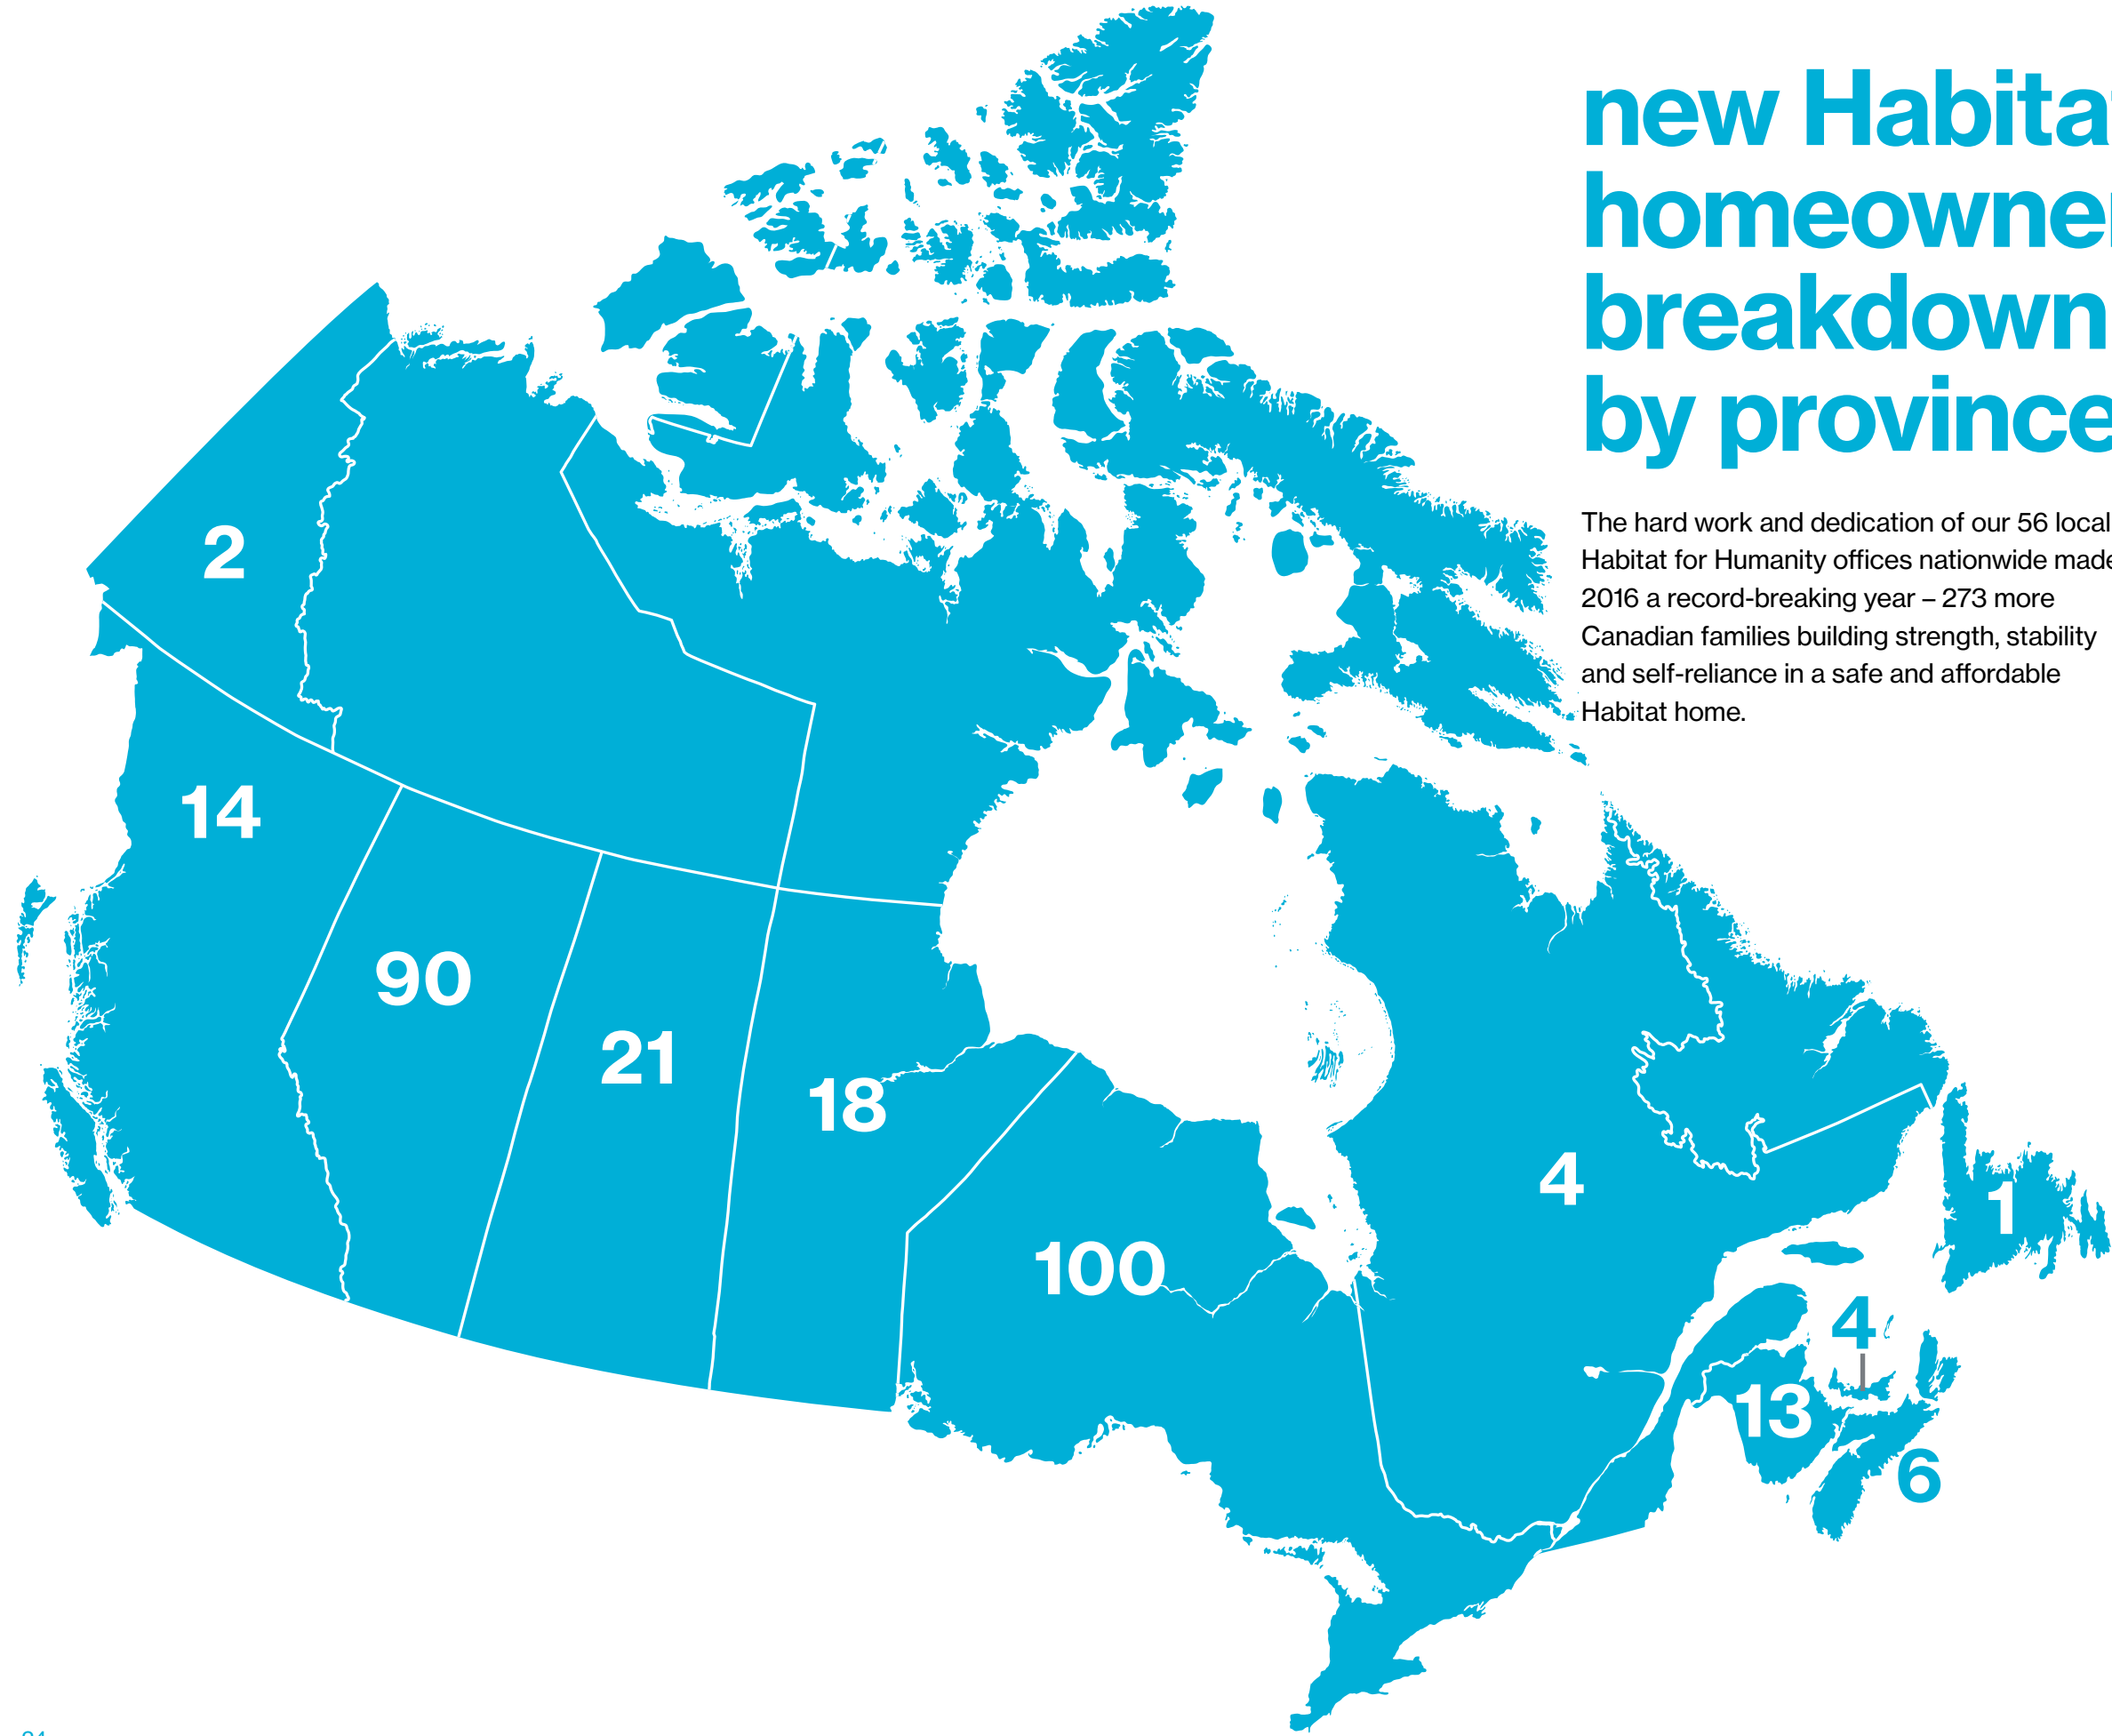 new Habita
homeowner
breakdown
by province
The hard work and dedication of our 56 local
Habitat for Humanity offices nationwide made
2016 a record-breaking year – 273 more
Canadian families building strength, stability
and self-reliance in a safe and affordable
Habitat home.
2
14
90
21
18
100
4
1
4
13
6